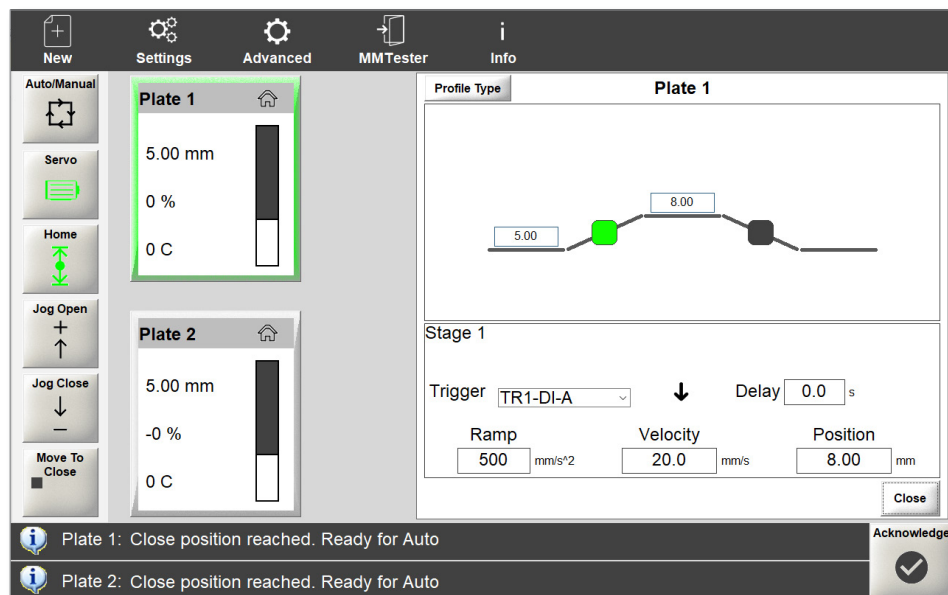 New
Settings
Advanced
MMTester
Info
Auto/Manual
Servo
Home
Jog Open
Jog Close
Move To
Close
Plate 1
5.00 mm
0 %
0 C
Plate 2
5.00 mm
-0 %
0 C
Profile Type
Plate 1
5.00
8.00
Stage 1
Trigger TR1-DI-A
Delay 0.0 s
Ramp
500 mm/s^2
Velocity
20.0 mm/s
Position
8.00 mm
Close
Plate 1: Close position reached. Ready for Auto
Plate 2: Close position reached. Ready for Auto
Acknowledge